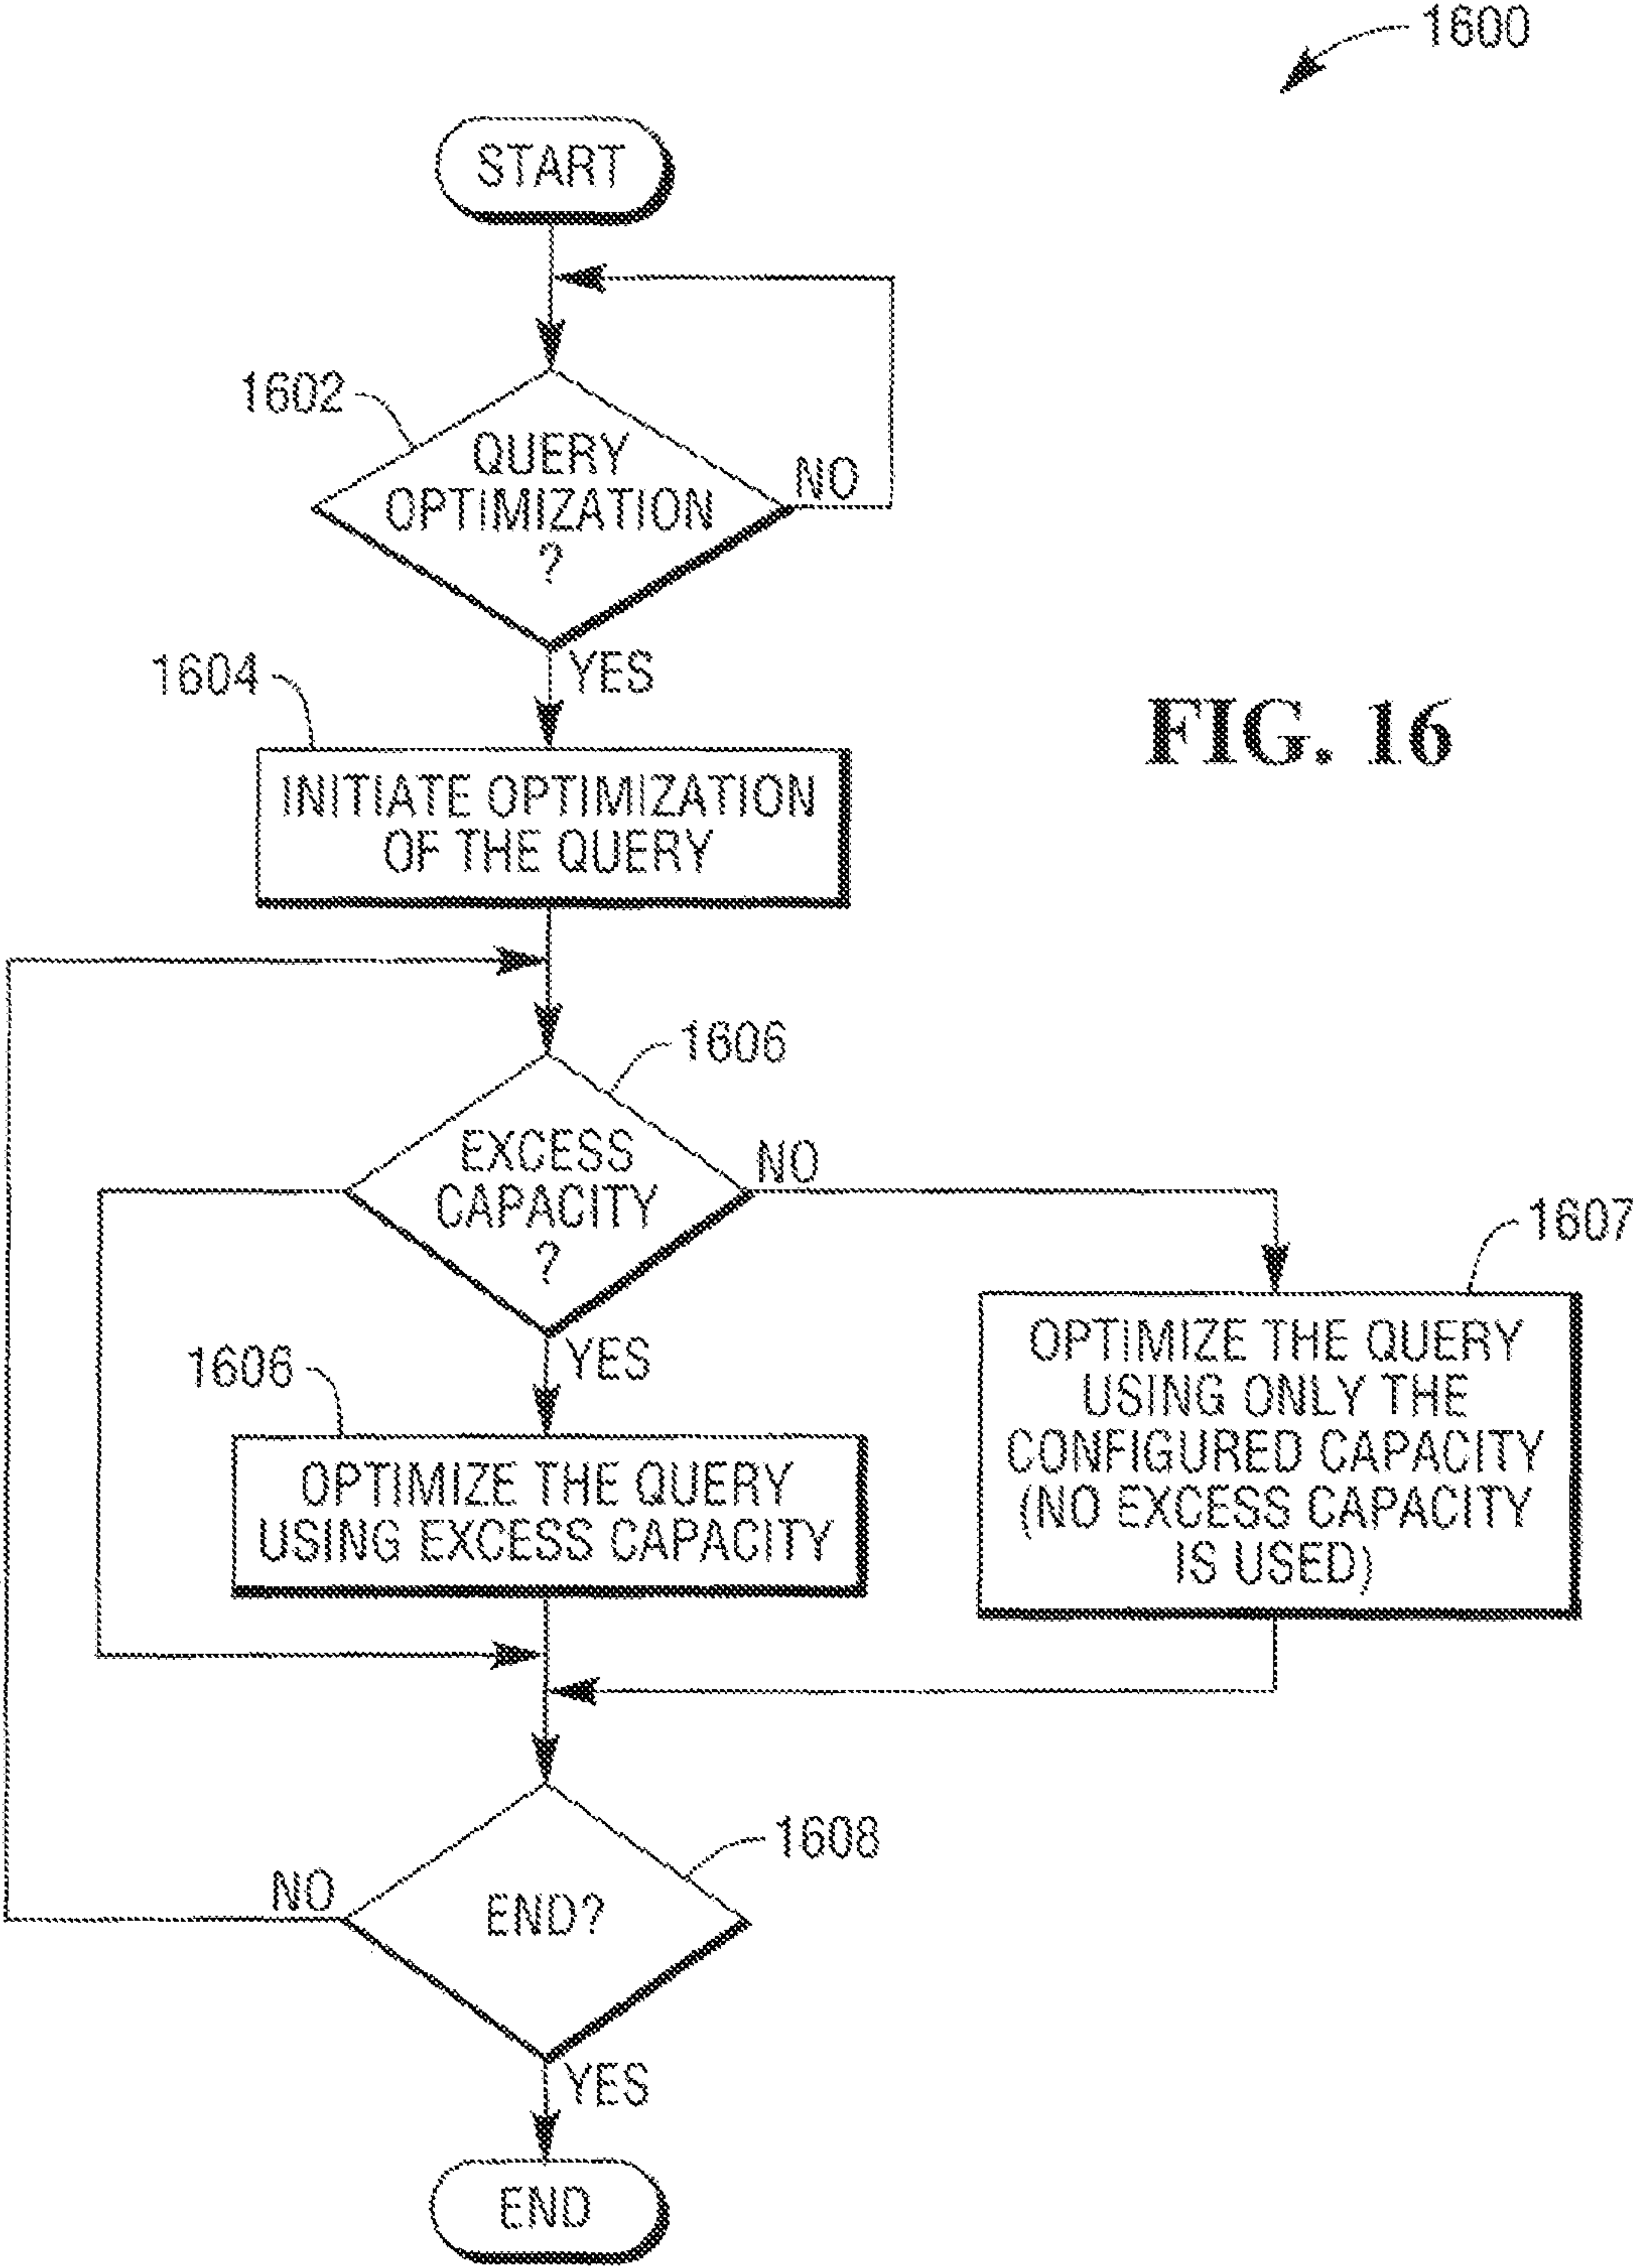 1600
START
1602
QUERY
OPTIMIZATION
?
NO
YES
1604
INITIATE OPTIMIZATION
OF THE QUERY
FIG. 16
1606
EXCESS
CAPACITY
?
NO
YES
1607
OPTIMIZE THE QUERY
USING ONLY THE
CONFIGURED CAPACITY
(NO EXCESS CAPACITY
IS USED)
1606
OPTIMIZE THE QUERY
USING EXCESS CAPACITY
1608
END?
NO
YES
END